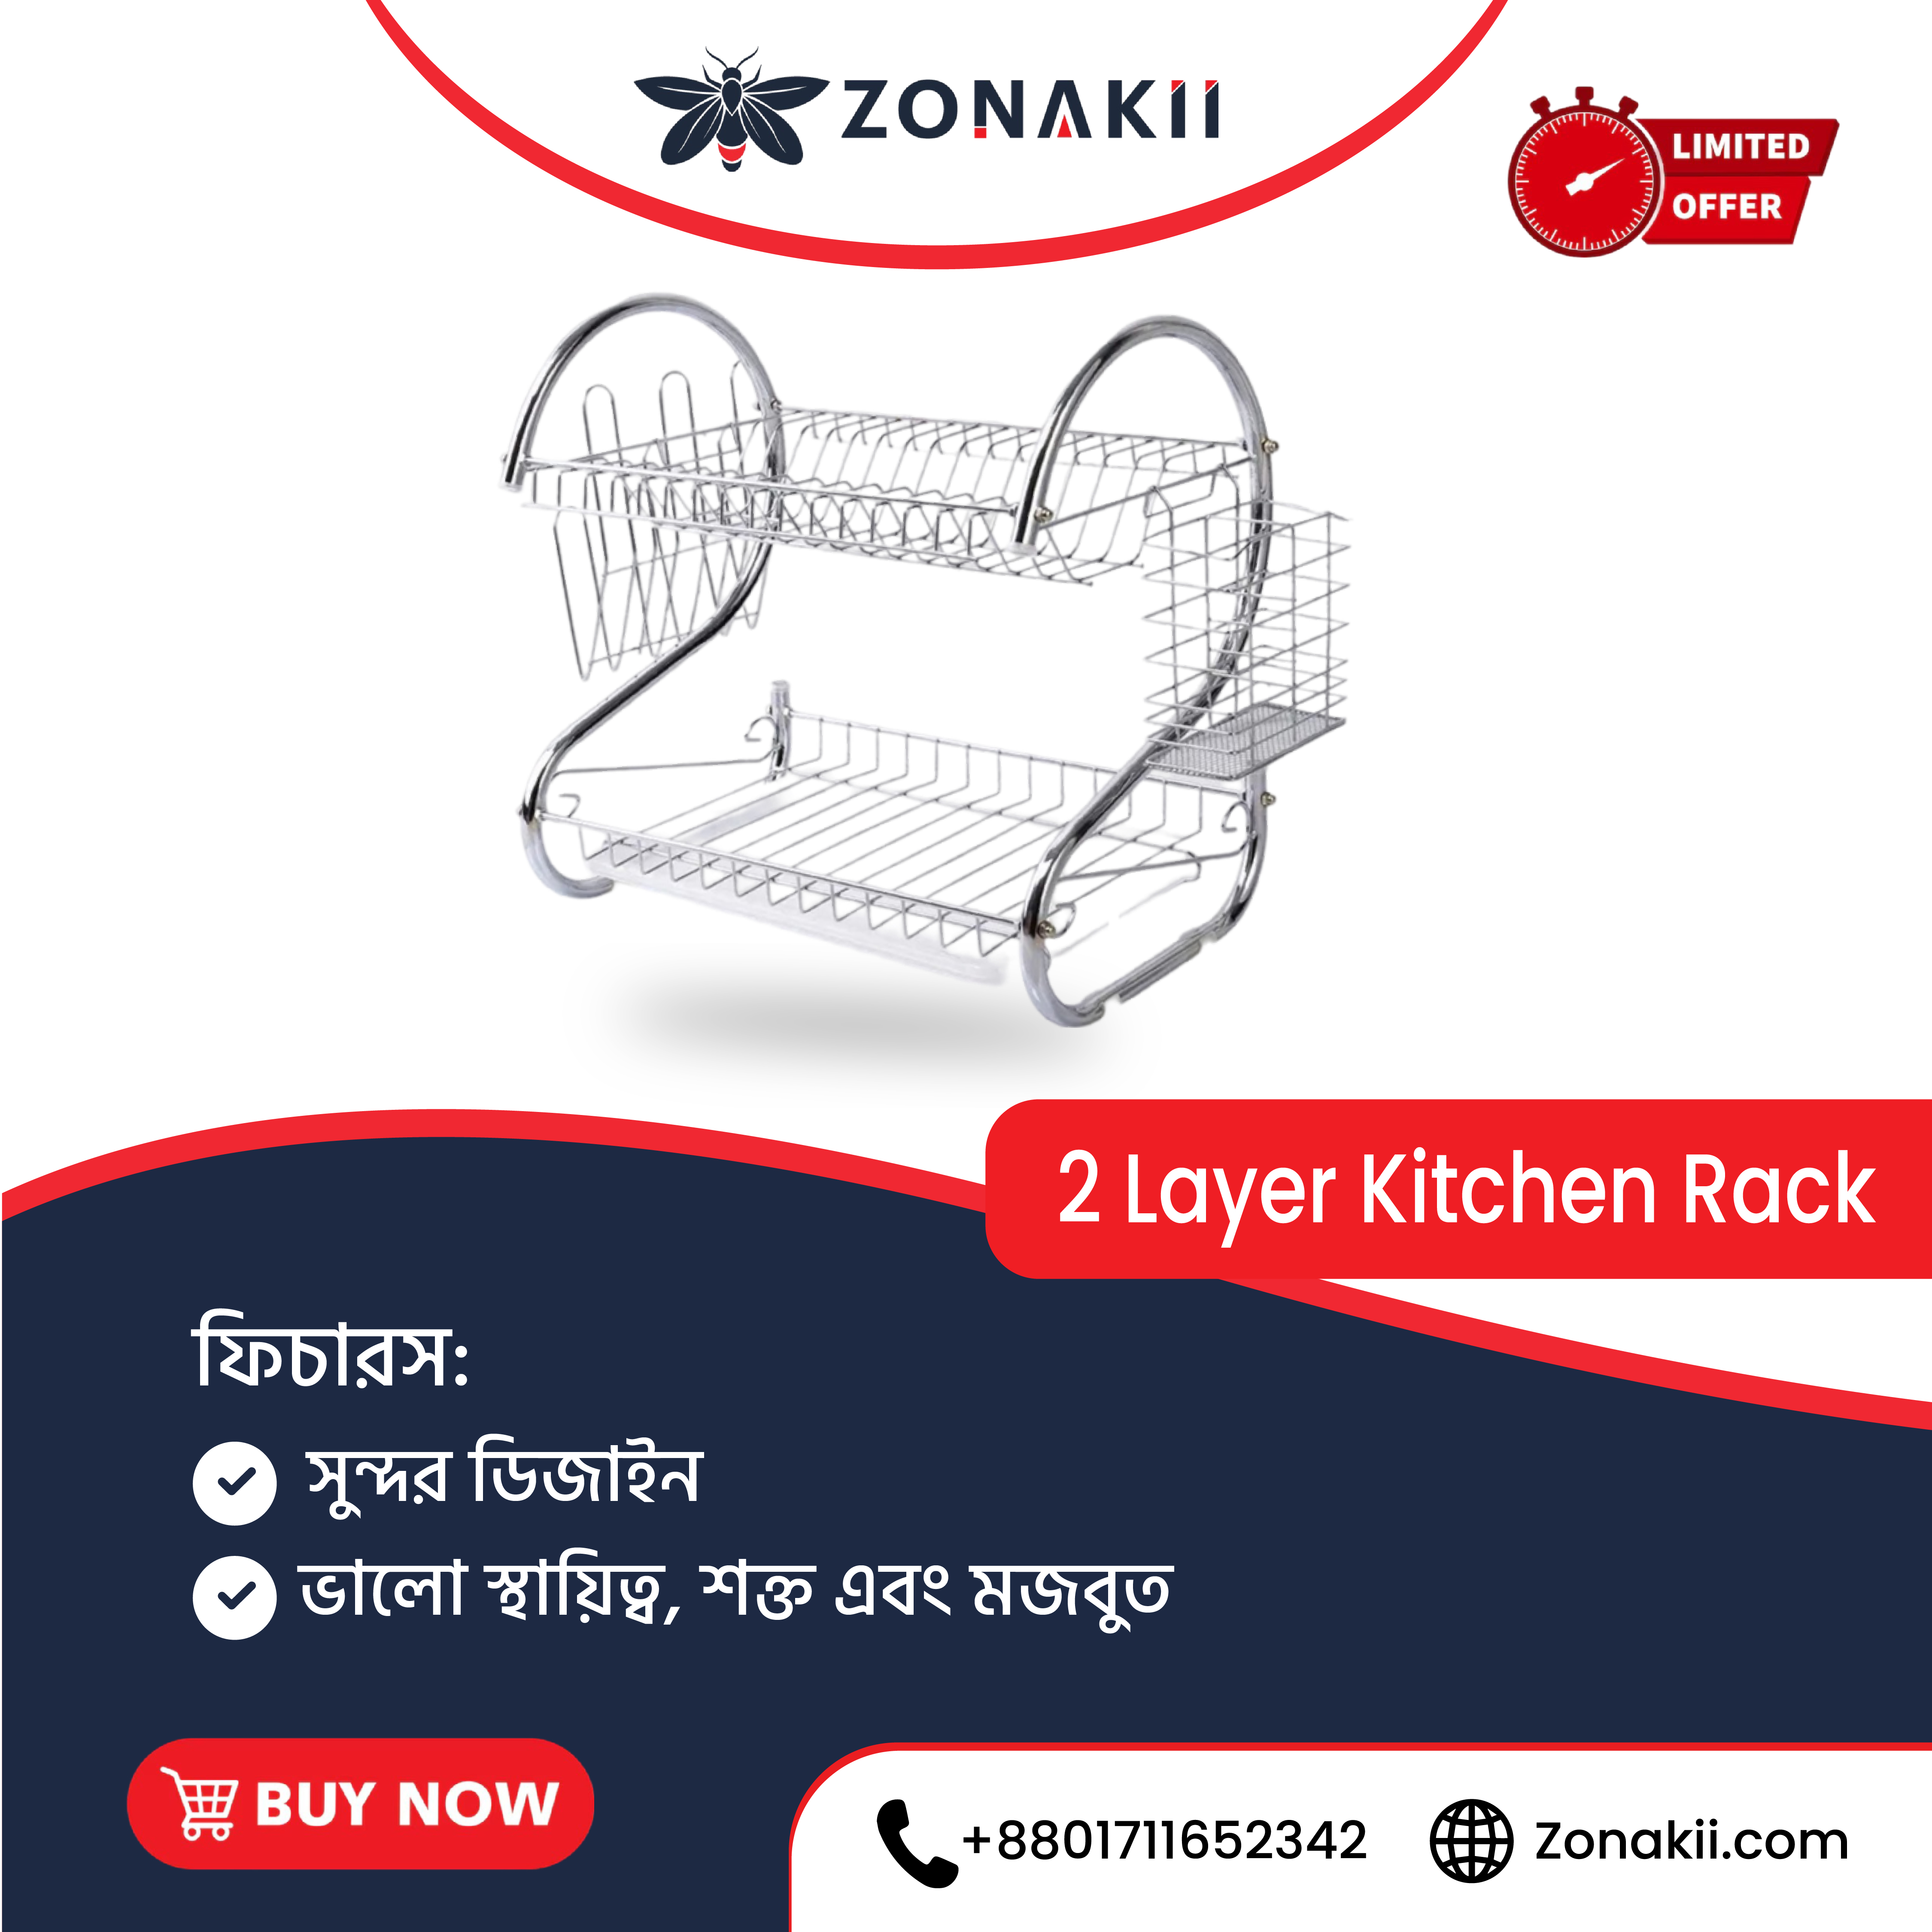 ZONAKII
LIMITED
OFFER
2 Layer Kitchen Rack
ফিচারস:
সুন্দর ডিজাইন
ভালো স্থায়িত্ব, শক্ত এবং মজবুত
BUY NOW
+8801711652342
Zonakii.com